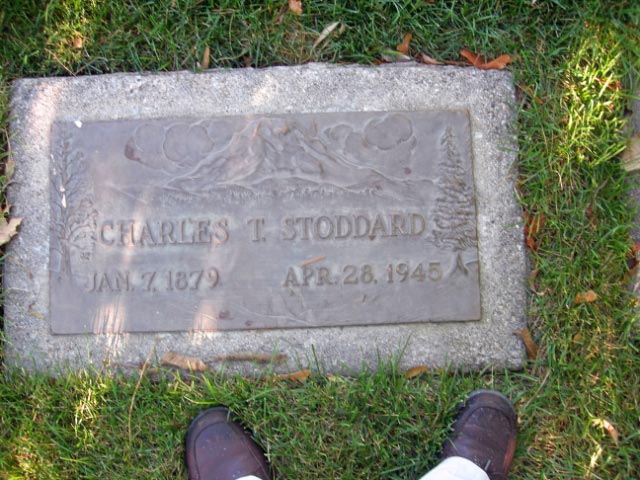 CHARLES T. STODDARD
JAN. 7, 1879 APR. 28, 1945